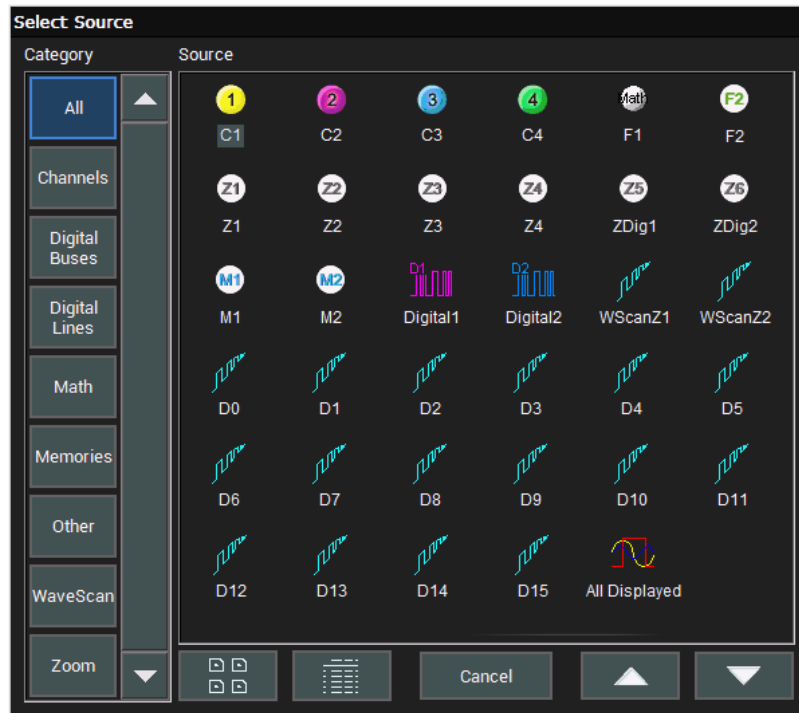 Select Source
Category
Source
All
Channels
Digital
Buses
Digital
Lines
Math
Memories
Other
WaveScan
Zoom
1 2 3 4 Math F2
C1 C2 C3 C4 F1 F2
Z1 Z2 Z3 Z4 Z5 Z6
Z1 Z2 Z3 Z4 ZDig1 ZDig2
M1 M2 D1 D2
M1 M2 Digital1 Digital2 WScanZ1 WScanZ2
D0 D1 D2 D3 D4 D5
D6 D7 D8 D9 D10 D11
D12 D13 D14 D15 All Displayed
Cancel